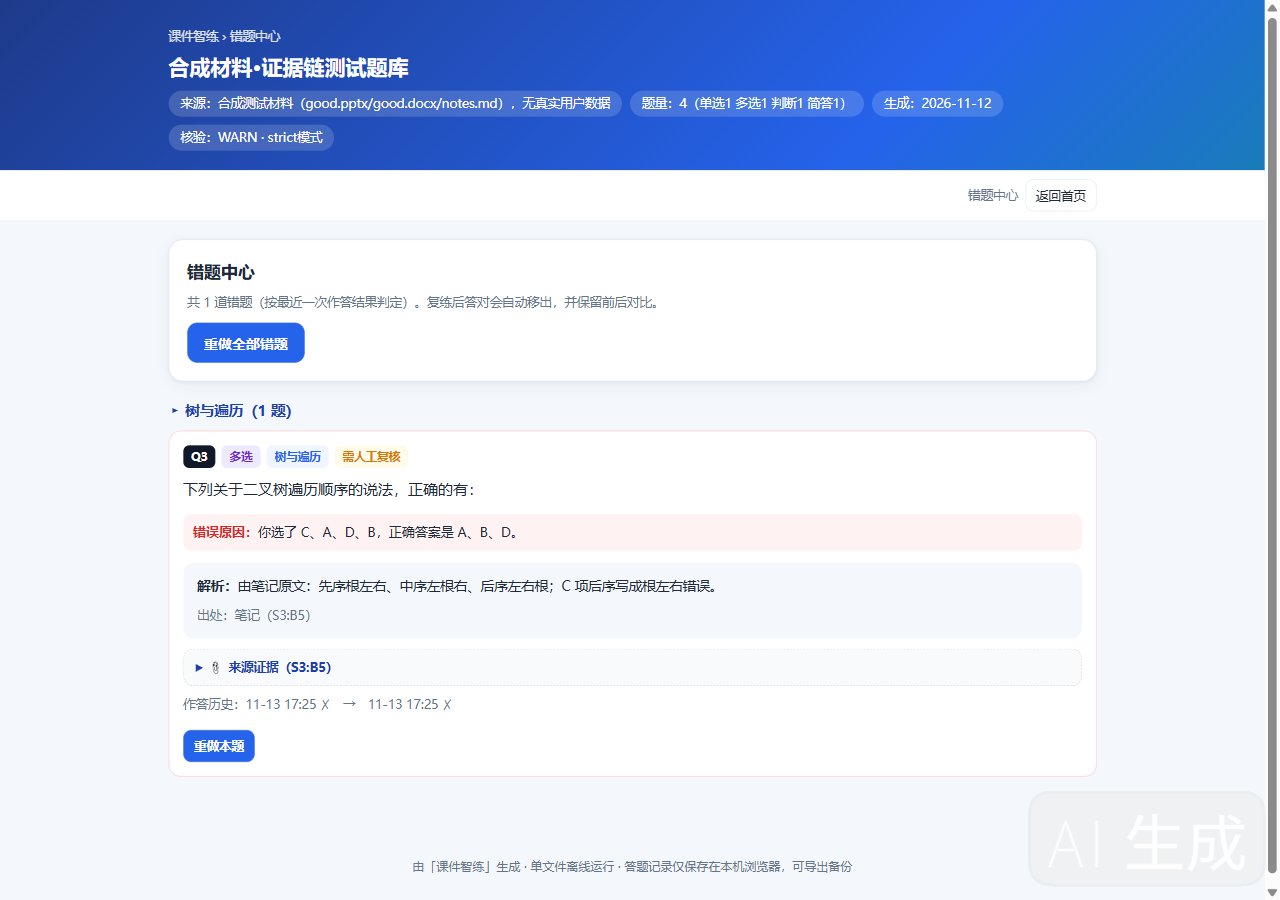 课件智练 › 错题中心
合成材料·证据链测试题库
来源：合成测试材料（good.pptx/good.docx/notes.md），无真实用户数据
题量：4（单选1 多选1 判断1 简答1）
生成：2026-11-12
核验：WARN · strict模式
错题中心
返回首页
错题中心
共 1 道错题（按最近一次作答结果判定）。复练后答对会自动移出，并保留前后对比。
重做全部错题
▸ 树与遍历（1 题）
Q3 多选 树与遍历 需人工复核
下列关于二叉树遍历顺序的说法，正确的有：
错误原因：你选了 C、A、D、B，正确答案是 A、B、D。
解析：由笔记原文：先序根左右、中序左根右、后序左右根；C 项后序写成根左右错误。
出处：笔记（S3:B5）
▶ 📎 来源证据（S3:B5）
作答历史：11-13 17:25 ✗ → 11-13 17:25 ✗
重做本题
由「课件智练」生成 · 单文件离线运行 · 答题记录仅保存在本机浏览器，可导出备份
AI 生成